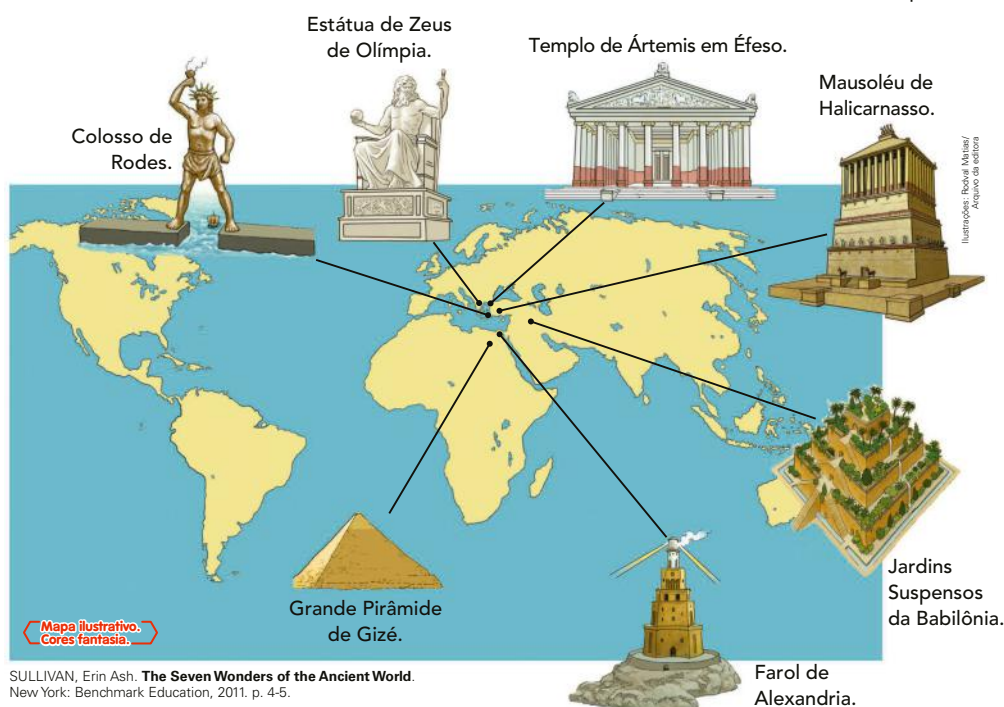 Estátua de Zeus
de Olímpia.
Templo de Ártemis em Éfeso.
Mausoléu de
Halicarnasso.
Colosso de
Rodes.
Ilustrações: Rodval Matias/
Arquivo da editora
Jardins
Suspensos
da Babilônia.
Grande Pirâmide
de Gizé.
Farol de
Alexandria.
Mapa ilustrativo.
Cores fantasia.
SULLIVAN, Erin Ash. The Seven Wonders of the Ancient World.
New York: Benchmark Education, 2011. p. 4-5.